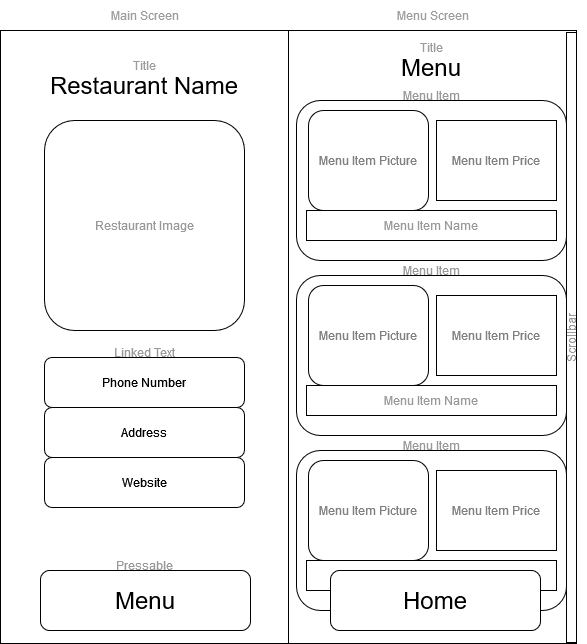 Main Screen
Title
Restaurant Name
Restaurant Image
Linked Text
Phone Number
Address
Website
Pressable
Menu
Menu Screen
Title
Menu
Menu Item
Menu Item Picture
Menu Item Price
Menu Item Name
Menu Item
Menu Item Picture
Menu Item Price
Menu Item Name
Menu Item
Menu Item Picture
Menu Item Price
Home
Scrollbar